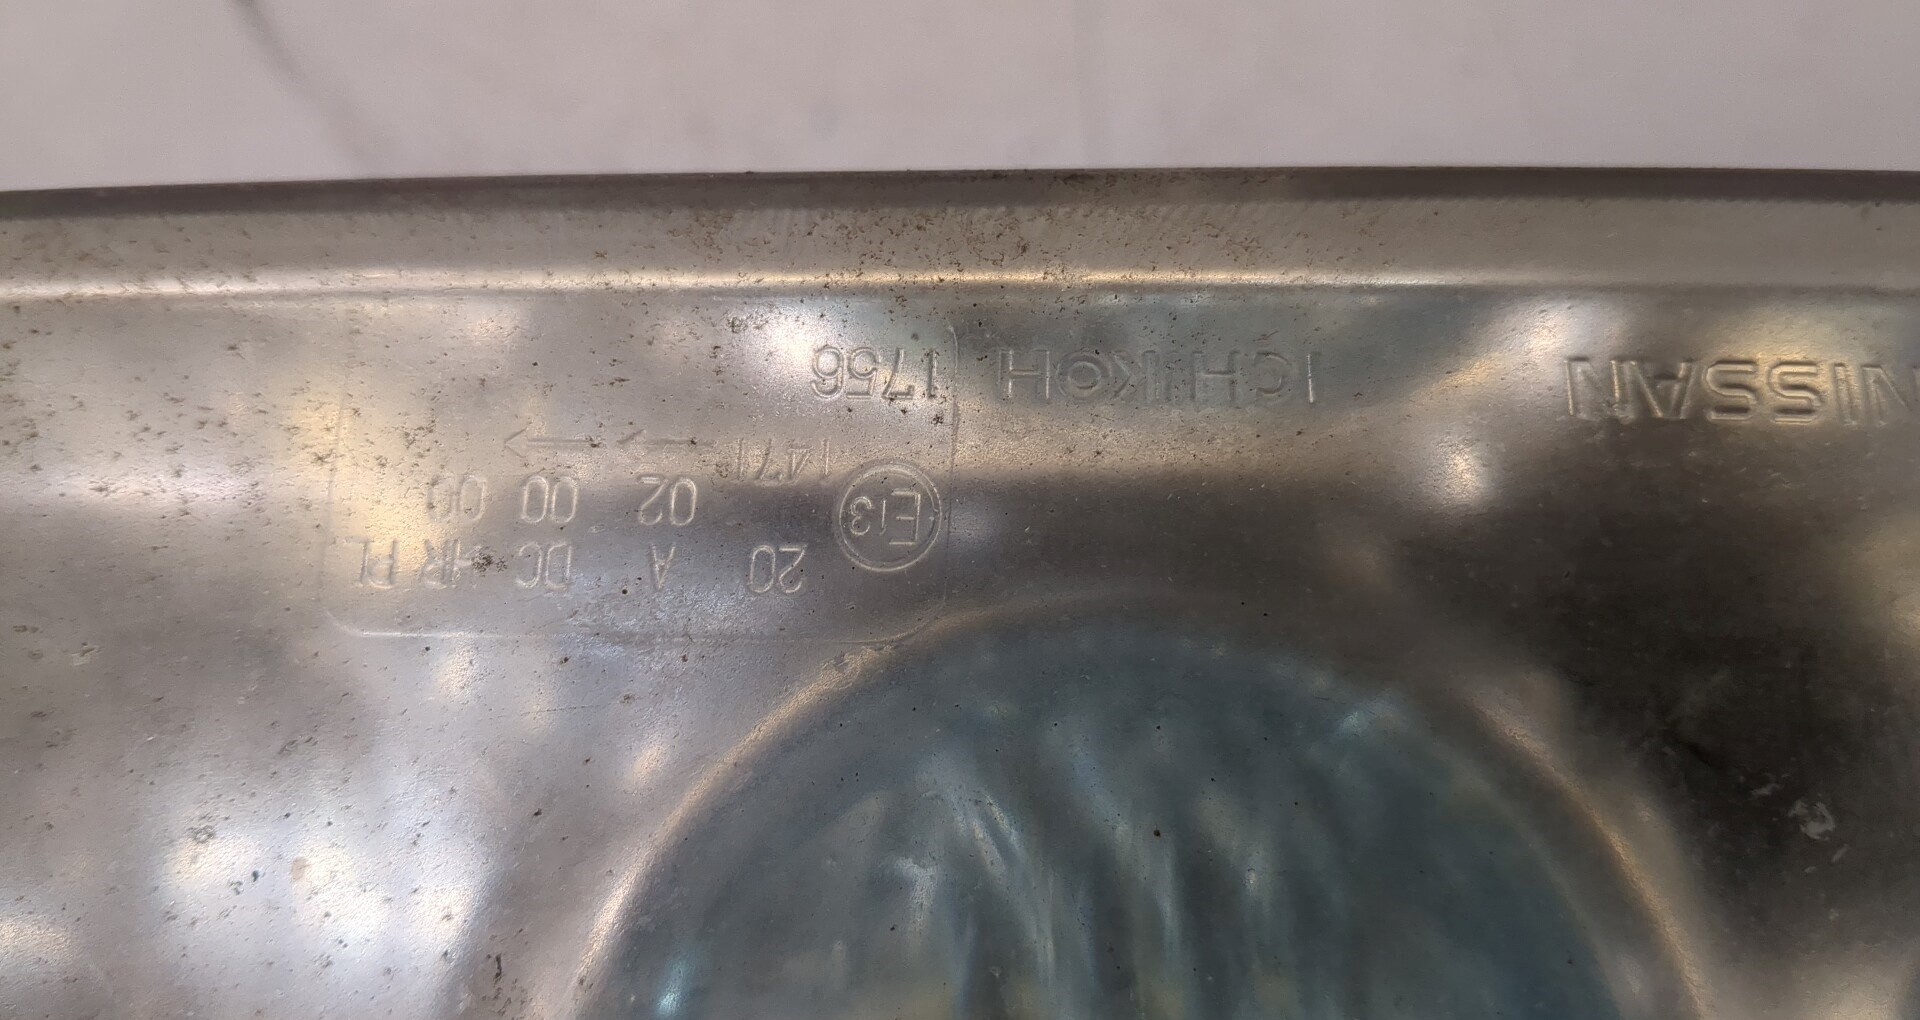 E13 20 A DC HR PL
02 00 00
1471
NISSAN ICHIKOH 1756